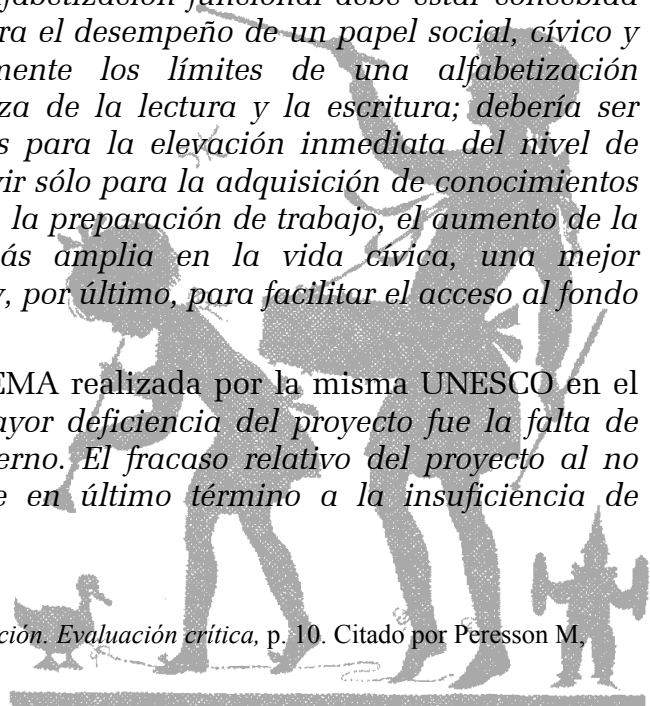 fabetización funcional debe estar concebida
ra el desempeño de un papel social, cívico y
mente los límites de una alfabetización
za de la lectura y la escritura; debería ser
s para la elevación inmediata del nivel de
vir sólo para la adquisición de conocimientos
la preparación de trabajo, el aumento de la
ás amplia en la vida cívica, una mejor
y, por último, para facilitar el acceso al fondo
EMA realizada por la misma UNESCO en el
ayor deficiencia del proyecto fue la falta de
erno. El fracaso relativo del proyecto al no
e en último término a la insuficiencia de
ción. Evaluación crítica, p. 10. Citado por Peresson M,